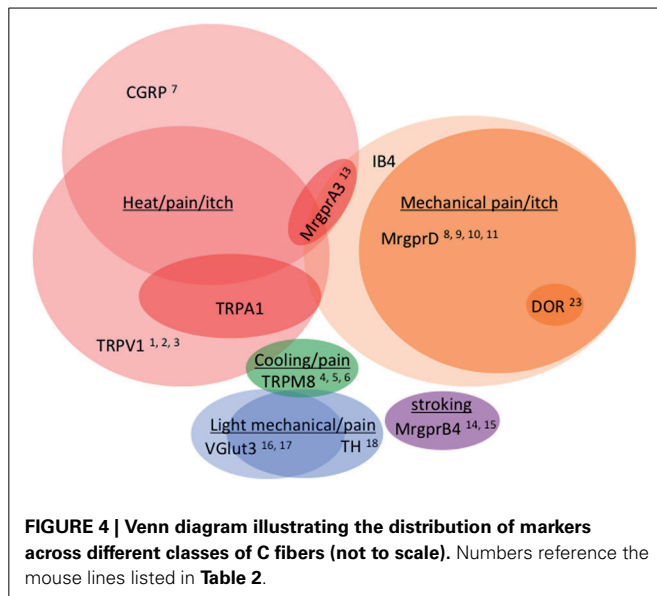 CGRP 7
IB4
Heat/pain/itch
MrgprA3 13
Mechanical pain/itch
MrgprD 8, 9, 10, 11
TRPA1
DOR 23
TRPV1 1, 2, 3
Cooling/pain
TRPM8 4, 5, 6
stroking
Light mechanical/pain
MrgprB4 14, 15
VGlut3 16, 17
TH 18
FIGURE 4 | Venn diagram illustrating the distribution of markers
across different classes of C fibers (not to scale). Numbers reference the
mouse lines listed in Table 2.